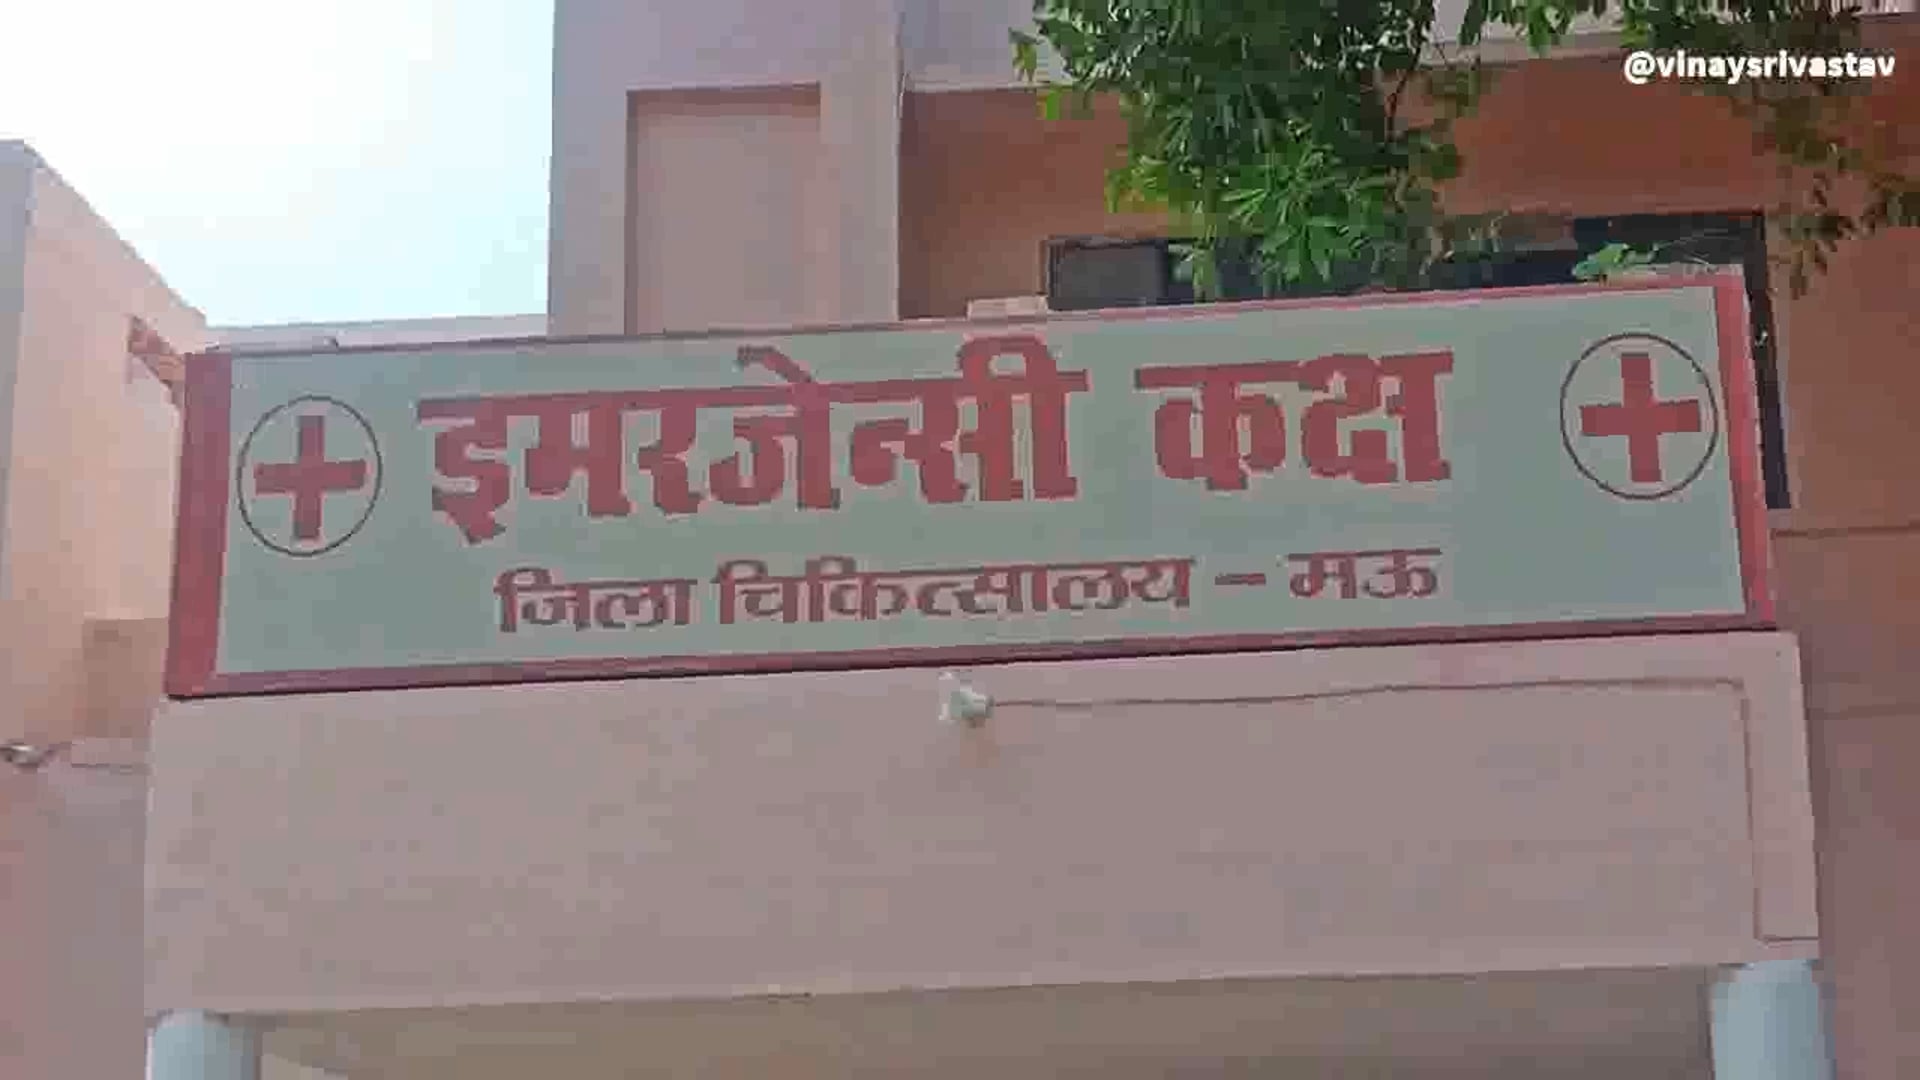 @vinaysrivastav
इमरजेन्सी कक्ष
जिला चिकित्सालय - मऊ